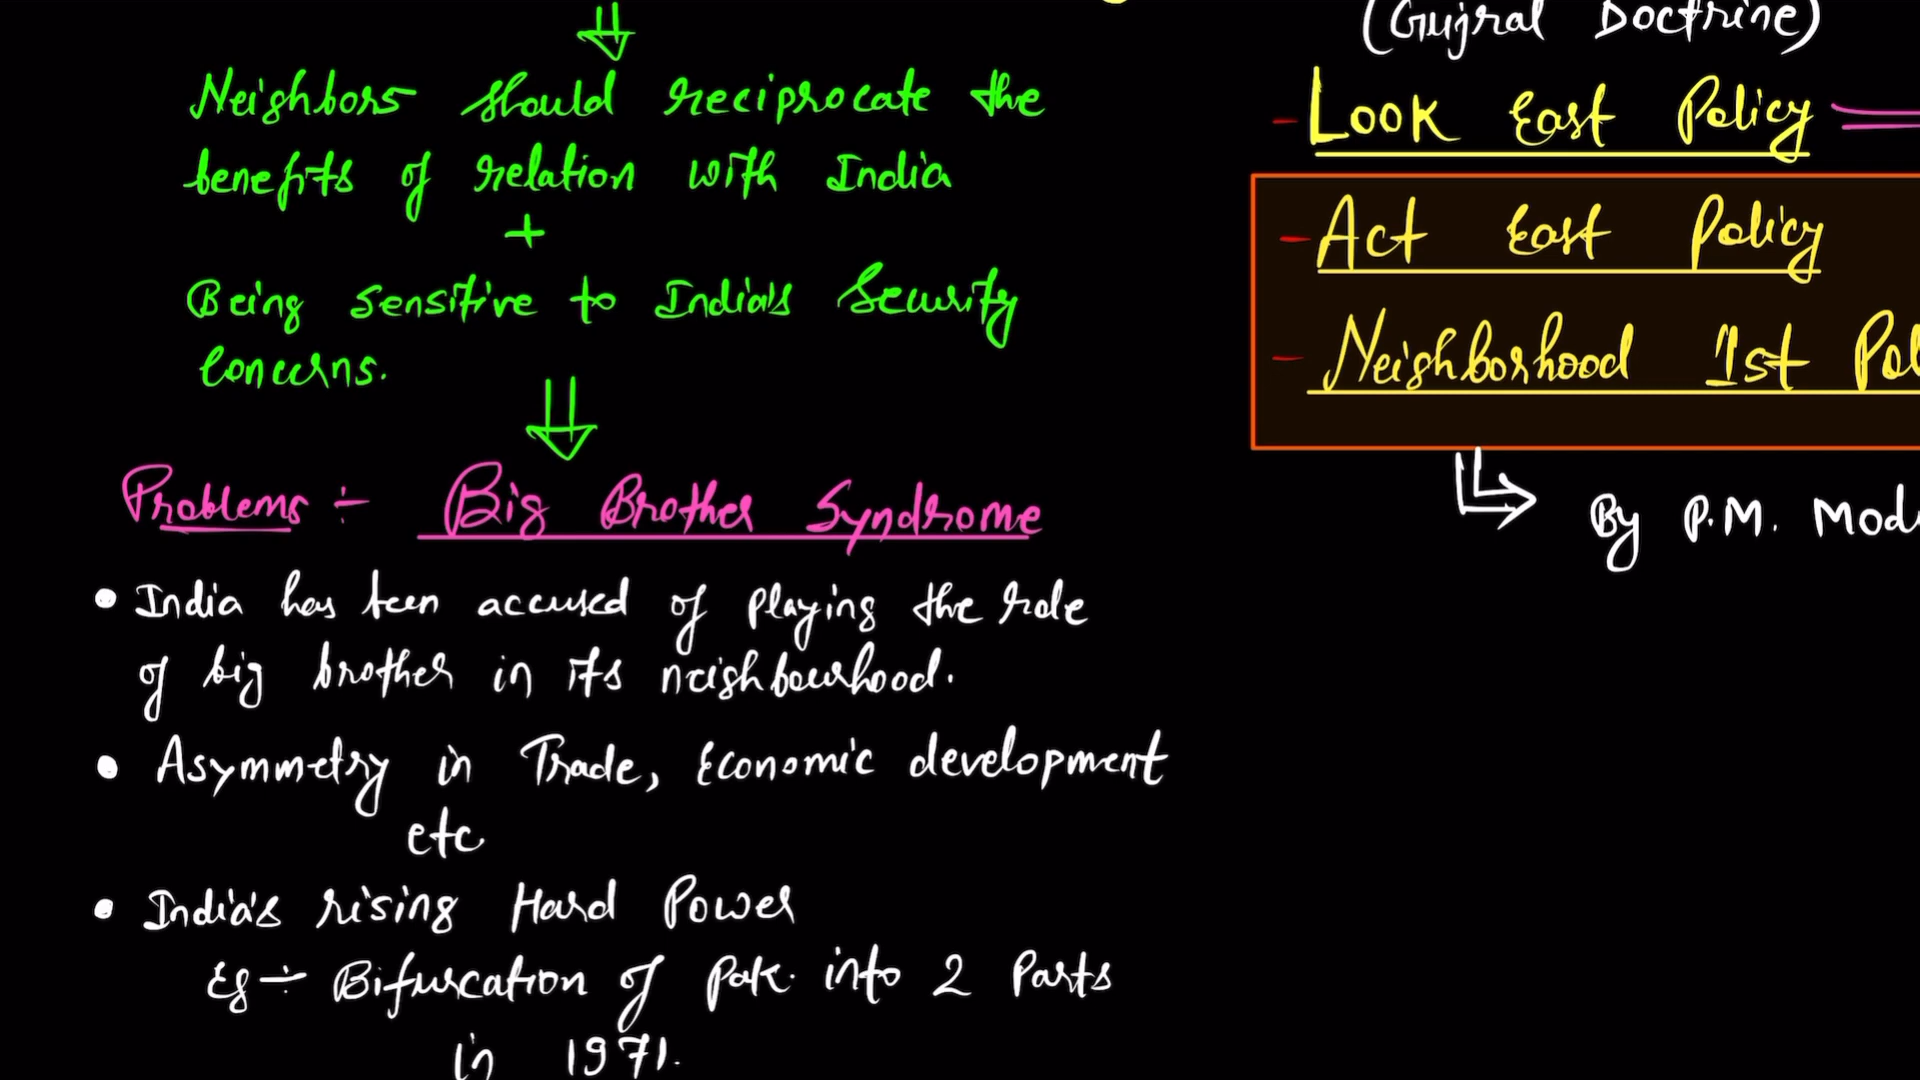 Neighbors should reciprocate the
benefits of relation with India
+
Being sensitive to India's Security
Concerns.
Problems :- Big Brother Syndrome
• India has been accused of playing the role
of big brother in its neighbourhood.
• Asymmetry in Trade, Economic development
etc
• India's rising Hard Power
Eg :- Bifurcation of Pak. into 2 Parts
in 1971.
(Gujral Doctrine)
- Look East Policy
- Act East Policy
- Neighborhood 1st Pol
By P.M. Modi